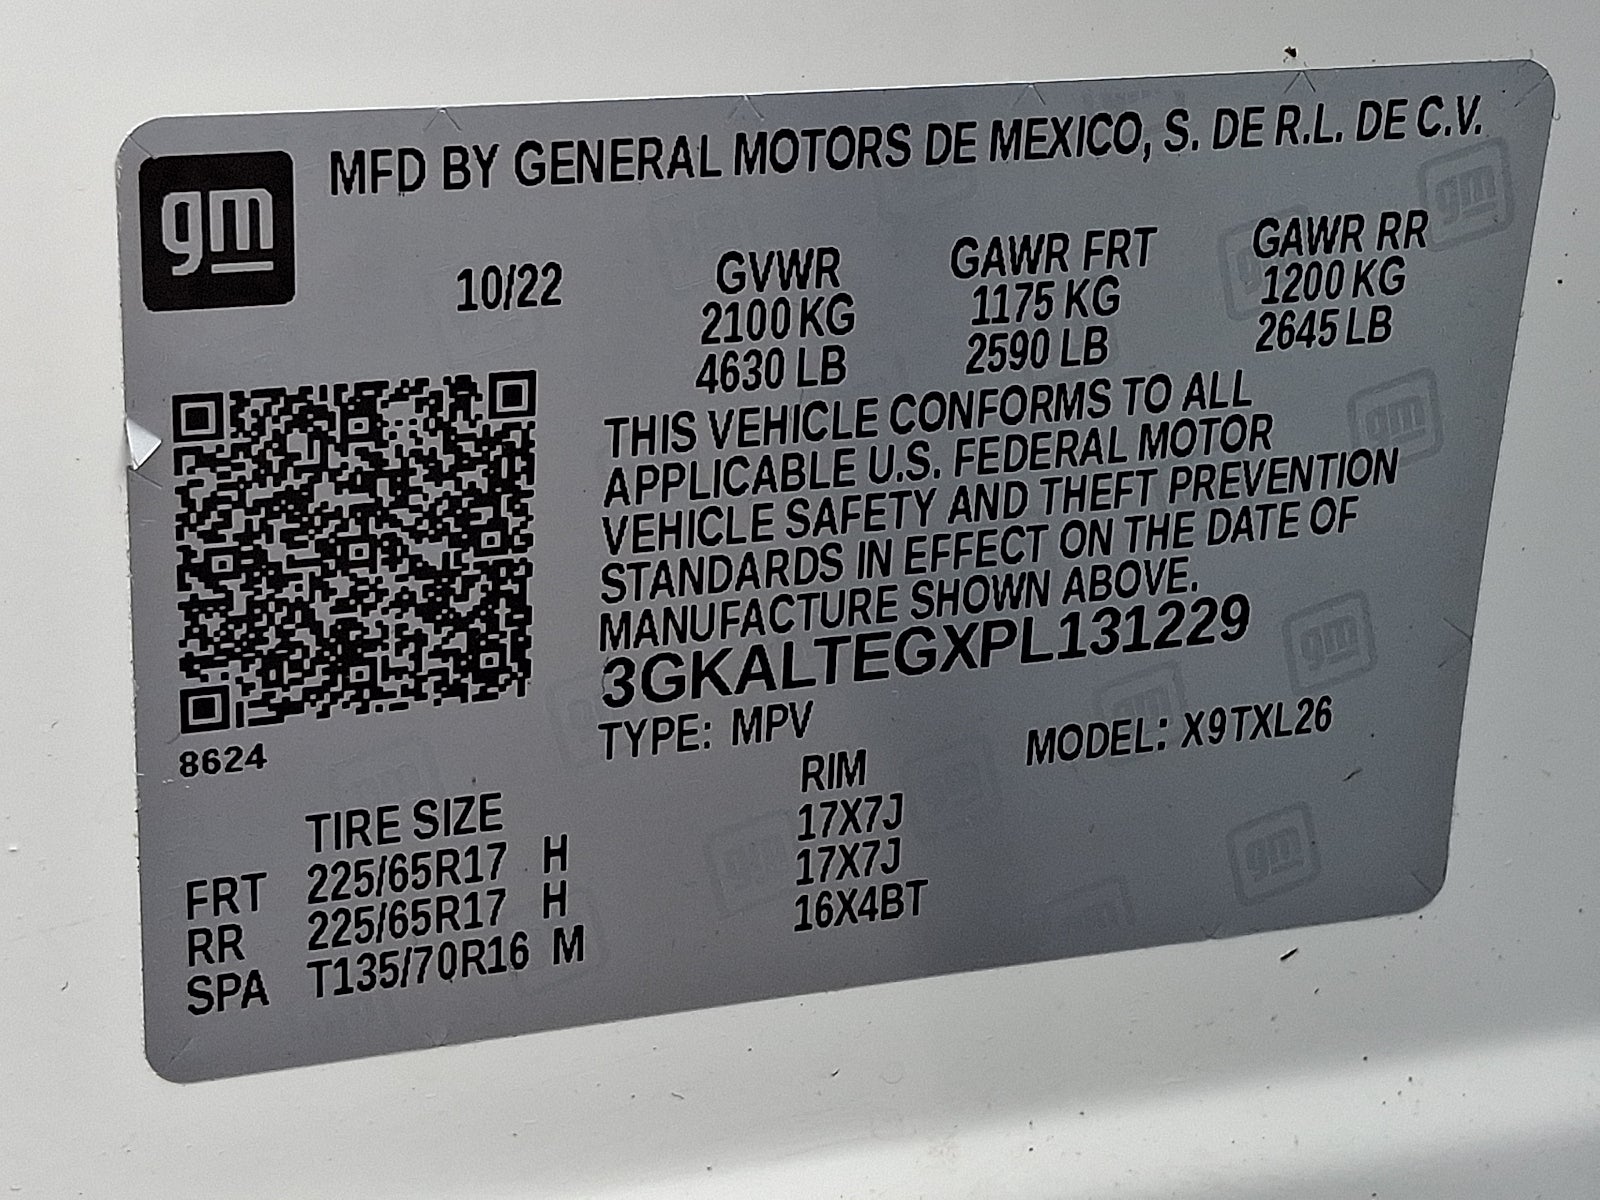 gm
MFD BY GENERAL MOTORS DE MEXICO, S. DE R.L. DE C.V.
10/22 GVWR GAWR FRT GAWR RR
2100 KG 1175 KG 1200 KG
4630 LB 2590 LB 2645 LB
THIS VEHICLE CONFORMS TO ALL
APPLICABLE U.S. FEDERAL MOTOR
VEHICLE SAFETY AND THEFT PREVENTION
STANDARDS IN EFFECT ON THE DATE OF
MANUFACTURE SHOWN ABOVE.
3GKALTEGXPL131229
TYPE: MPV MODEL: X9TXL26
8624
TIRE SIZE RIM
FRT 225/65R17 H 17X7J
RR 225/65R17 H 17X7J
SPA T135/70R16 M 16X4BT